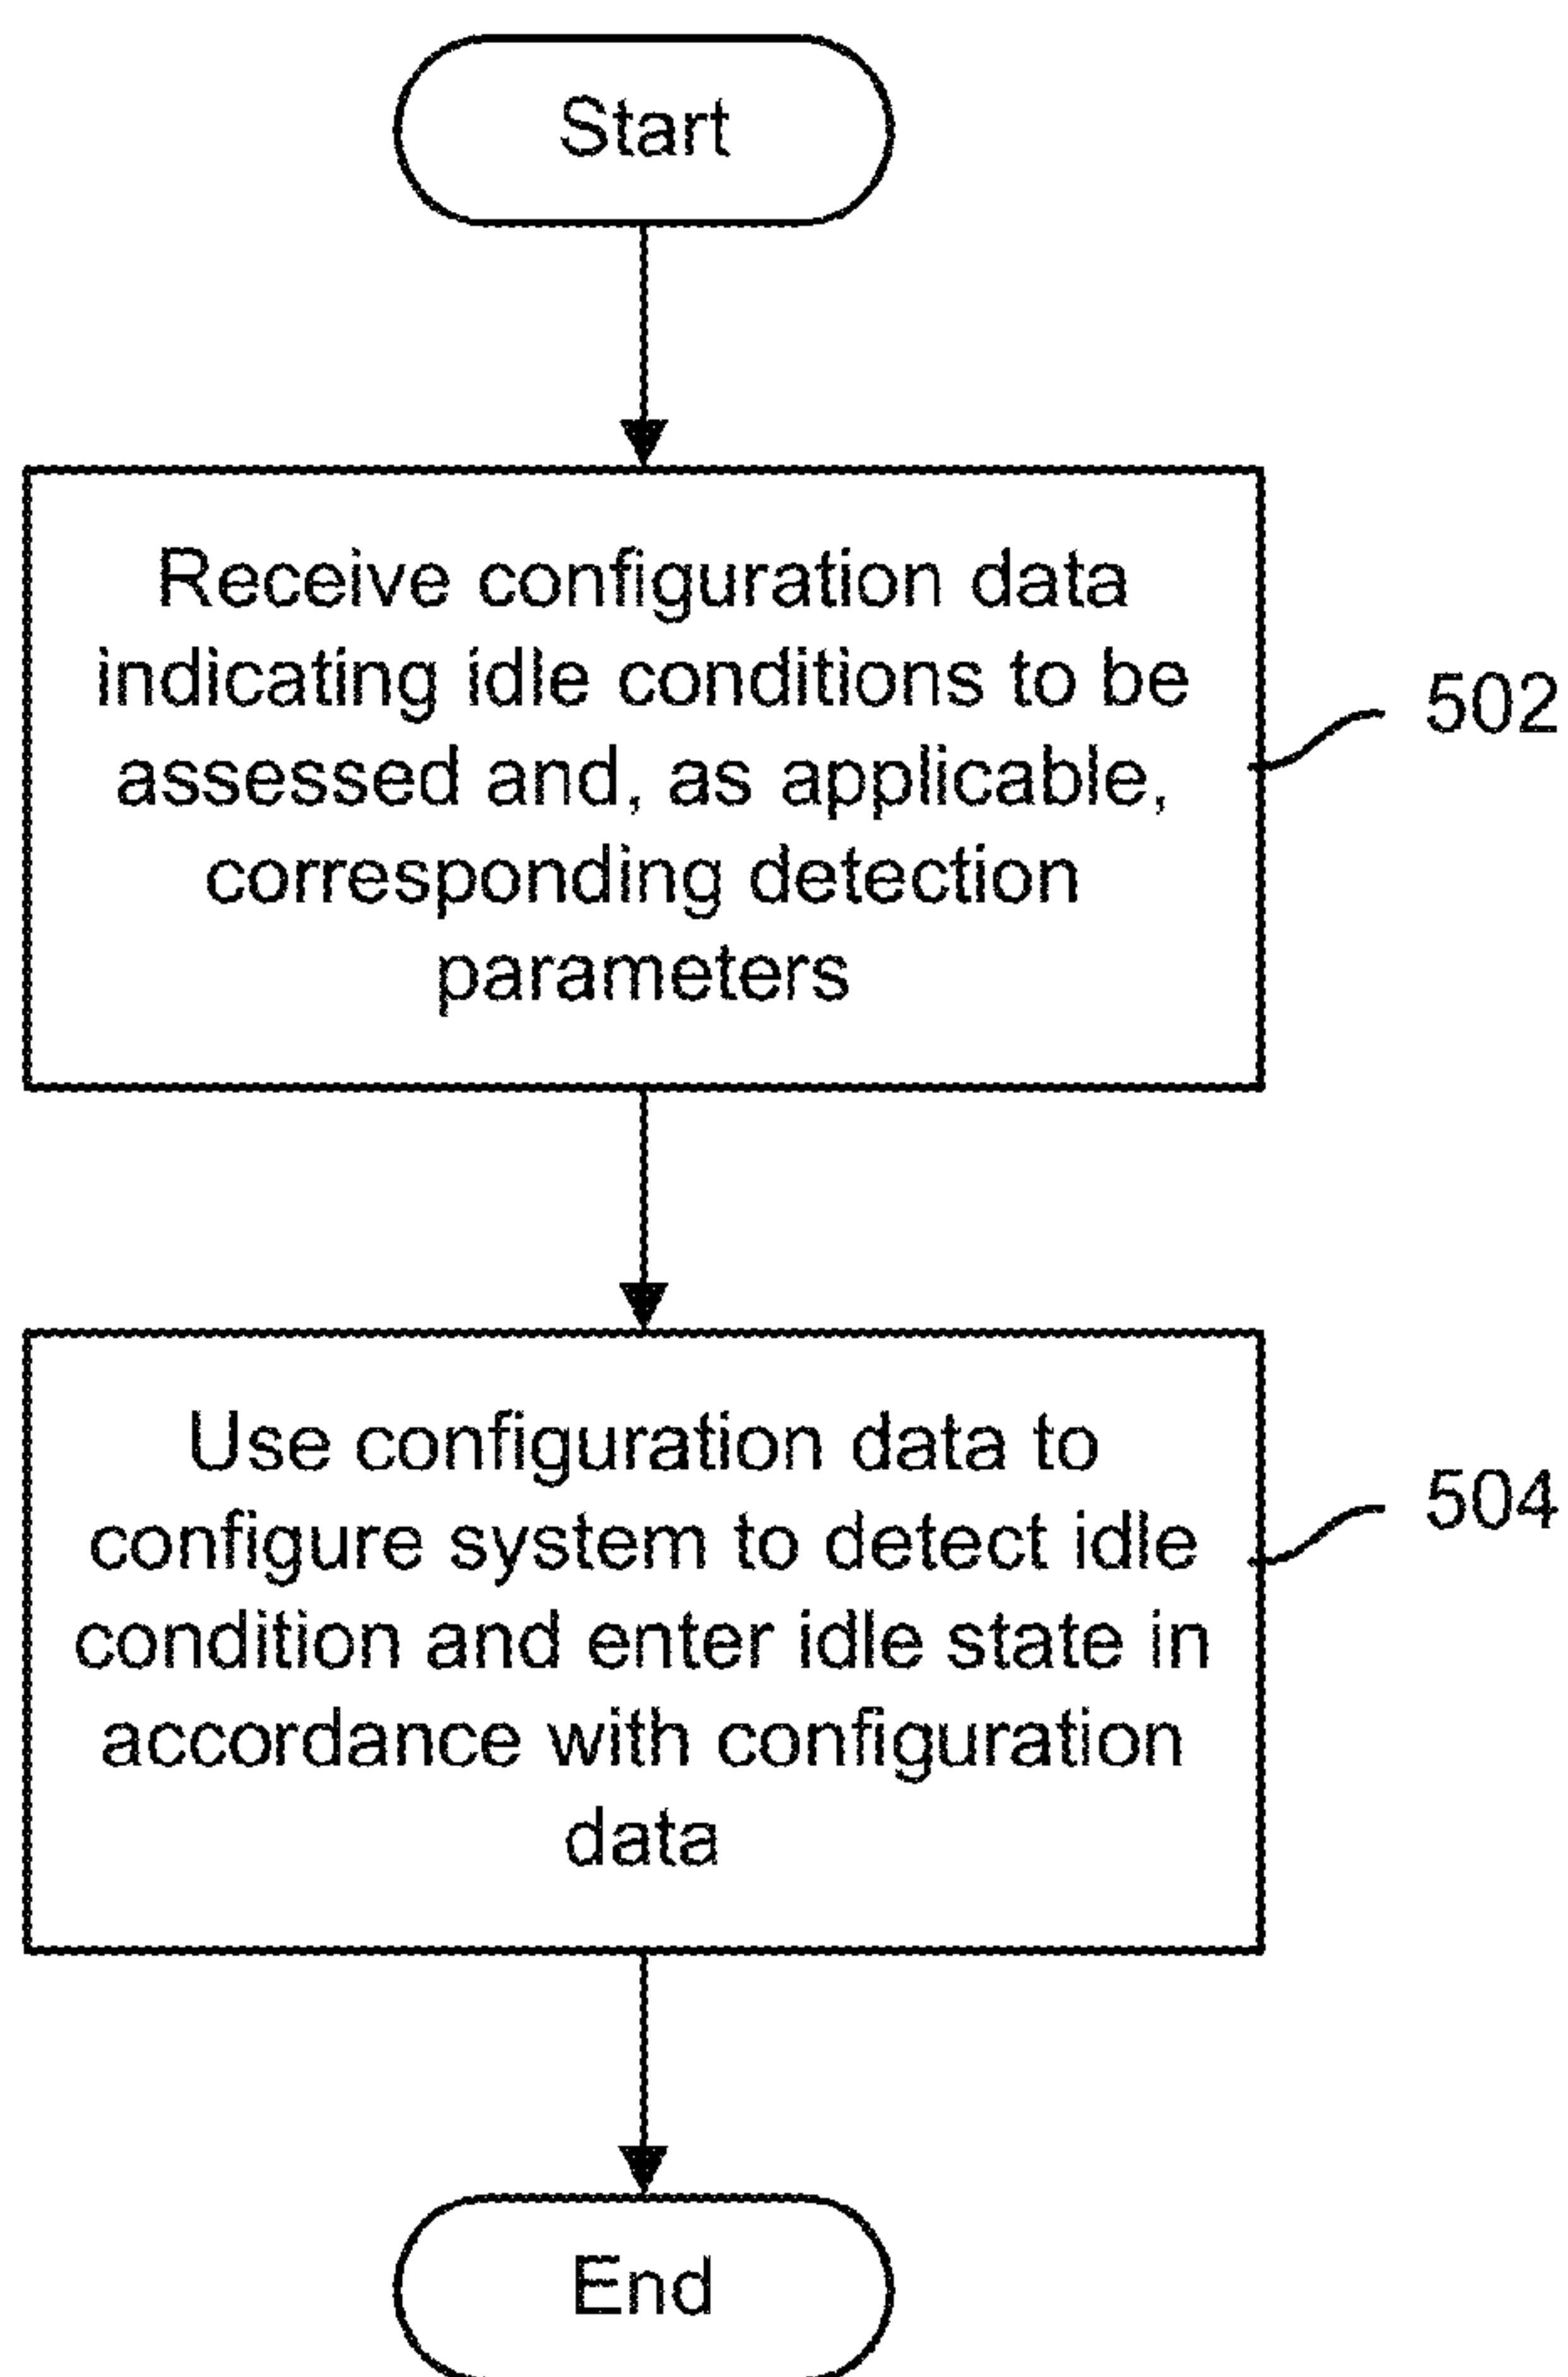 Start
Receive configuration data
indicating idle conditions to be
assessed and, as applicable,
corresponding detection
parameters
502
Use configuration data to
configure system to detect idle
condition and enter idle state in
accordance with configuration
data
504
End